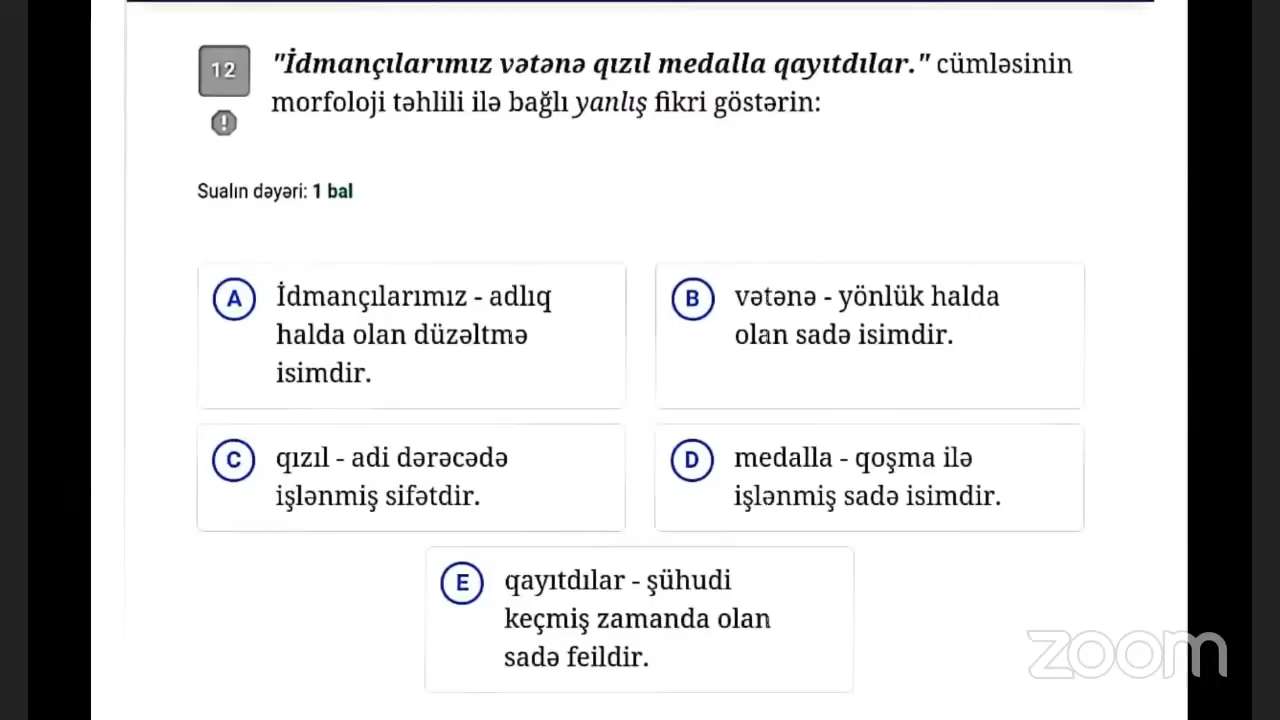 12
"İdmançılarımız vətənə qızıl medalla qayıtdılar." cümləsinin
morfoloji təhlili ilə bağlı yanlış fikri göstərin:
!
Sualın dəyəri: 1 bal
A
İdmançılarımız - adlıq
halda olan düzəltmə
isimdir.
B
vətənə - yönlük halda
olan sadə isimdir.
C
qızıl - adi dərəcədə
işlənmiş sifətdir.
D
medalla - qoşma ilə
işlənmiş sadə isimdir.
E
qayıtdılar - şühudi
keçmiş zamanda olan
sadə feildir.
zoom